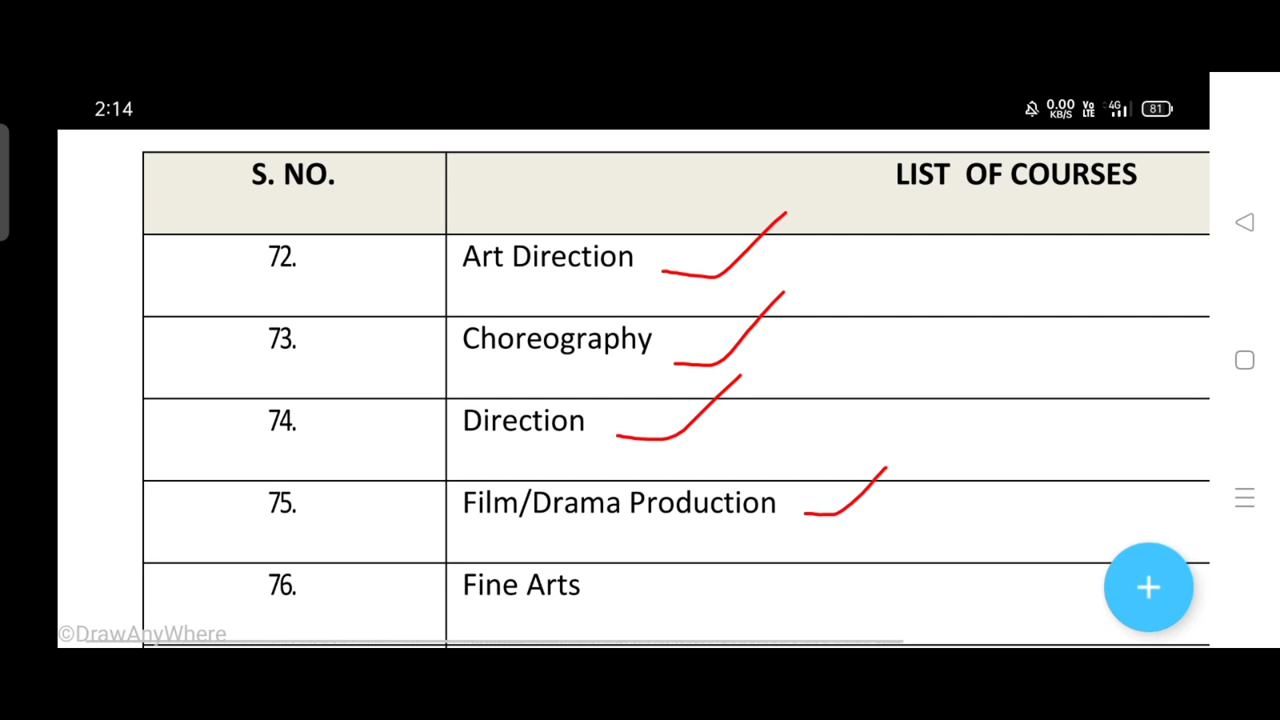 2:14
0.00
KB/S
Vo
LTE
4G
81
S. NO.
LIST OF COURSES
72.
Art Direction
73.
Choreography
74.
Direction
75.
Film/Drama Production
76.
Fine Arts
+
©DrawAnyWhere